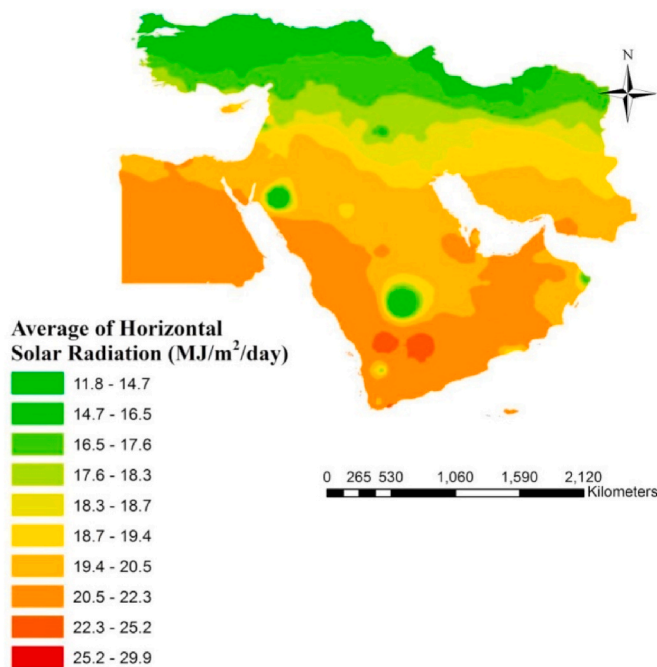 N
Average of Horizontal
Solar Radiation (MJ/m²/day)
11.8 - 14.7
14.7 - 16.5
16.5 - 17.6
17.6 - 18.3
18.3 - 18.7
18.7 - 19.4
19.4 - 20.5
20.5 - 22.3
22.3 - 25.2
25.2 - 29.9
0 265 530 1,060 1,590 2,120
Kilometers